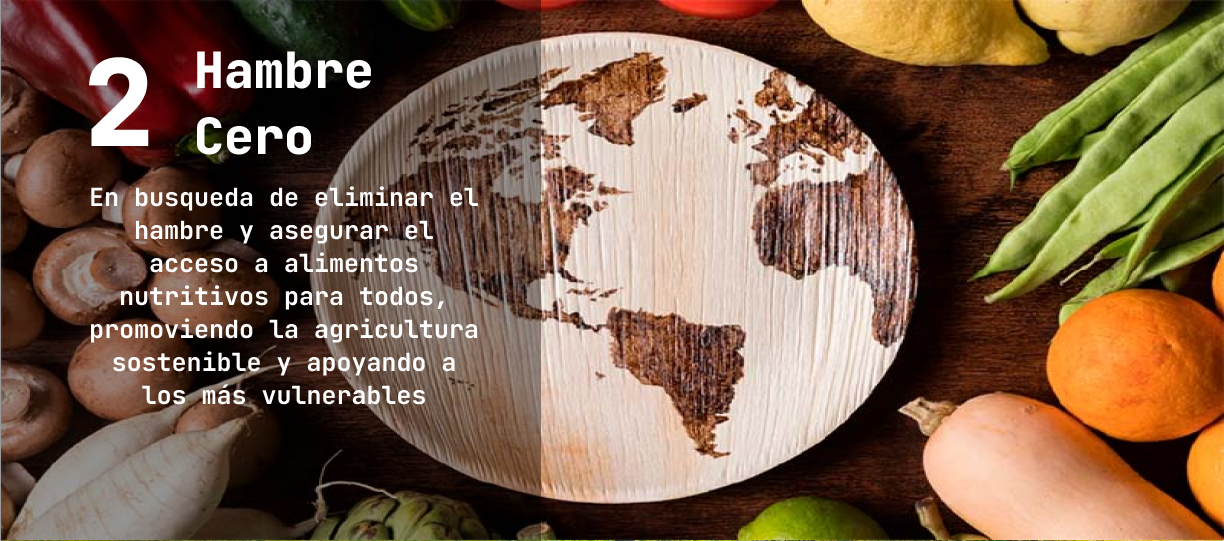 2 Hambre
Cero
En busqueda de eliminar el
hambre y asegurar el
acceso a alimentos
nutritivos para todos,
promoviendo la agricultura
sostenible y apoyando a
los más vulnerables